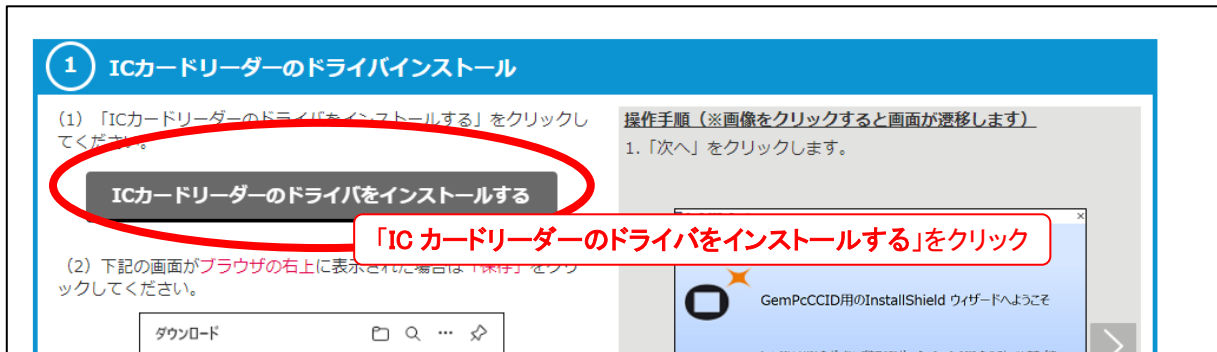 1 ICカードリーダーのドライバインストール
(1) 「ICカードリーダーのドライバをインストールする」をクリックし
てください。
ICカードリーダーのドライバをインストールする
「IC カードリーダーのドライバをインストールする」をクリック
(2) 下記の画面がブラウザの右上に表示された場合は「保存」をクリ
ックしてください。
ダウンロード
操作手順（※画像をクリックすると画面が遷移します）
1.「次へ」をクリックします。
GemPcCCID用のInstallShield ウィザードへようこそ